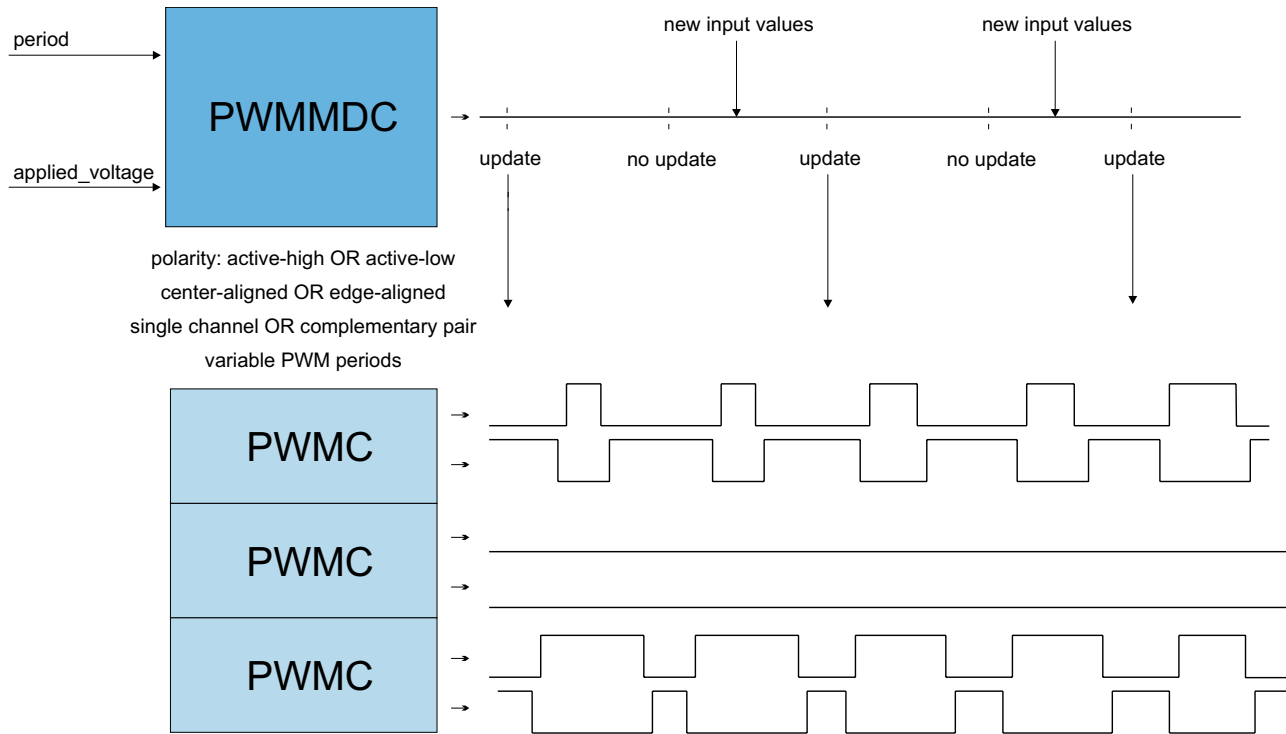 period
new input values
new input values
PWMMDC
update
no update
update
no update
update
applied_voltage
polarity: active-high OR active-low
center-aligned OR edge-aligned
single channel OR complementary pair
variable PWM periods
PWMC
PWMC
PWMC